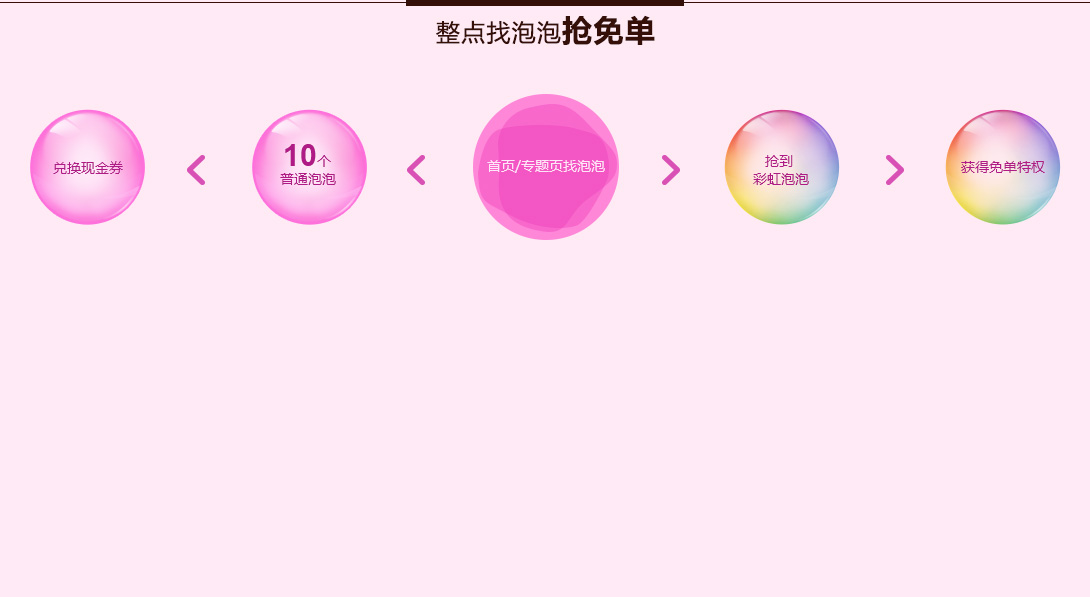 整点找泡泡抢免单
兑换现金券
10个
普通泡泡
首页/专题页找泡泡
抢到
彩虹泡泡
获得免单特权